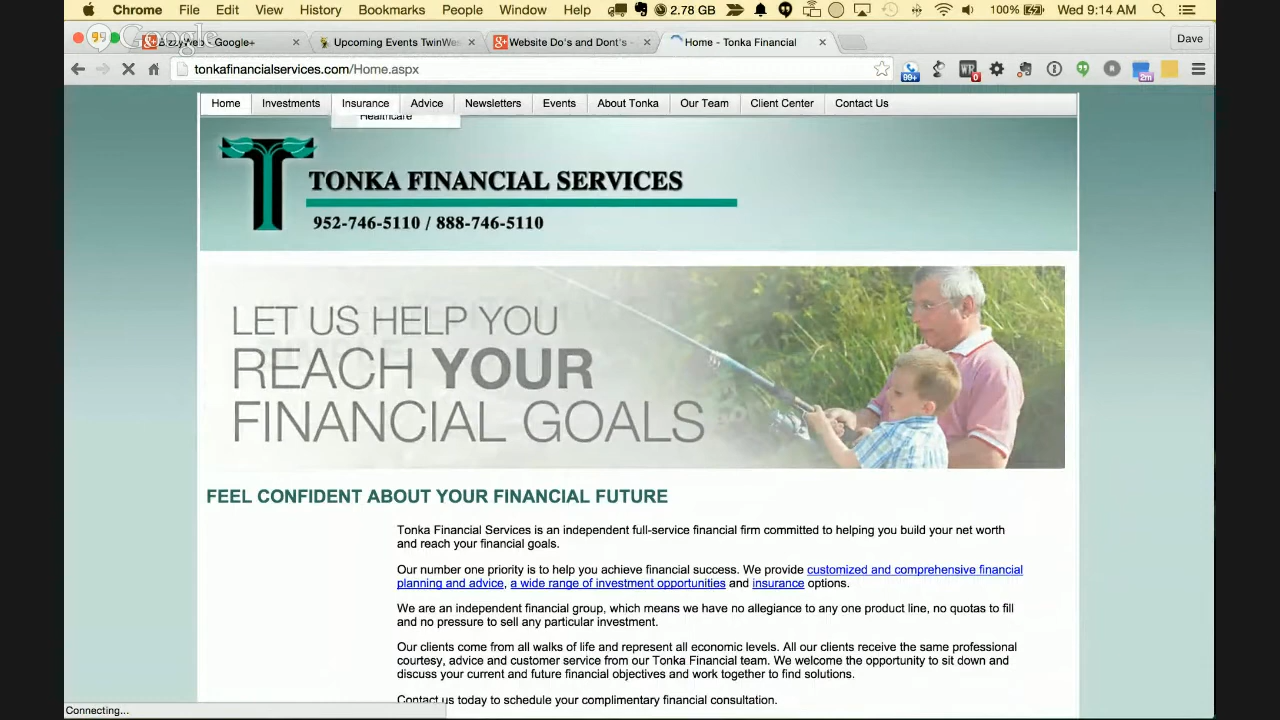 Chrome File Edit View History Bookmarks People Window Help 2.78 GB 100% Wed 9:14 AM
Google
BizzyWeb - Google+ Upcoming Events TwinWes Website Do's and Dont's - Home - Tonka Financial Dave
tonkafinancialservices.com/Home.aspx 99+ WR 0 R 2m
Home Investments Insurance Advice Newsletters Events About Tonka Our Team Client Center Contact Us
Healthcare
T TONKA FINANCIAL SERVICES
952-746-5110 / 888-746-5110
LET US HELP YOU
REACH YOUR
FINANCIAL GOALS
FEEL CONFIDENT ABOUT YOUR FINANCIAL FUTURE
Tonka Financial Services is an independent full-service financial firm committed to helping you build your net worth
and reach your financial goals.
Our number one priority is to help you achieve financial success. We provide customized and comprehensive financial
planning and advice, a wide range of investment opportunities and insurance options.
We are an independent financial group, which means we have no allegiance to any one product line, no quotas to fill
and no pressure to sell any particular investment.
Our clients come from all walks of life and represent all economic levels. All our clients receive the same professional
courtesy, advice and customer service from our Tonka Financial team. We welcome the opportunity to sit down and
discuss your current and future financial objectives and work together to find solutions.
Contact us today to schedule your complimentary financial consultation.
Connecting...